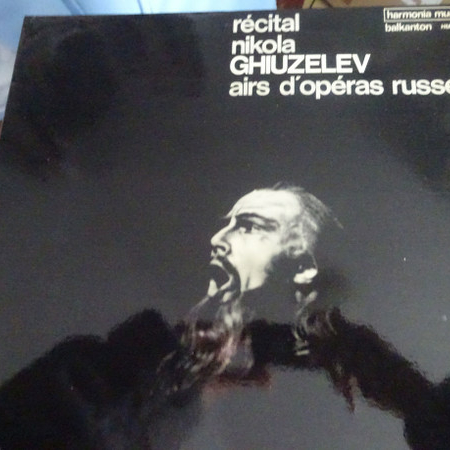 récital
nikola
GHIUZELEV
airs d'opéras russe
harmonia mu
balkanton